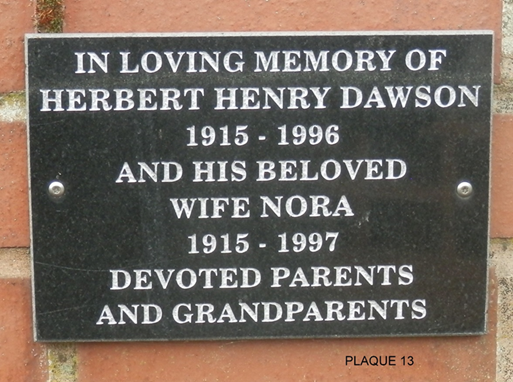 IN LOVING MEMORY OF
HERBERT HENRY DAWSON
1915 - 1996
AND HIS BELOVED
WIFE NORA
1915 - 1997
DEVOTED PARENTS
AND GRANDPARENTS
PLAQUE 13